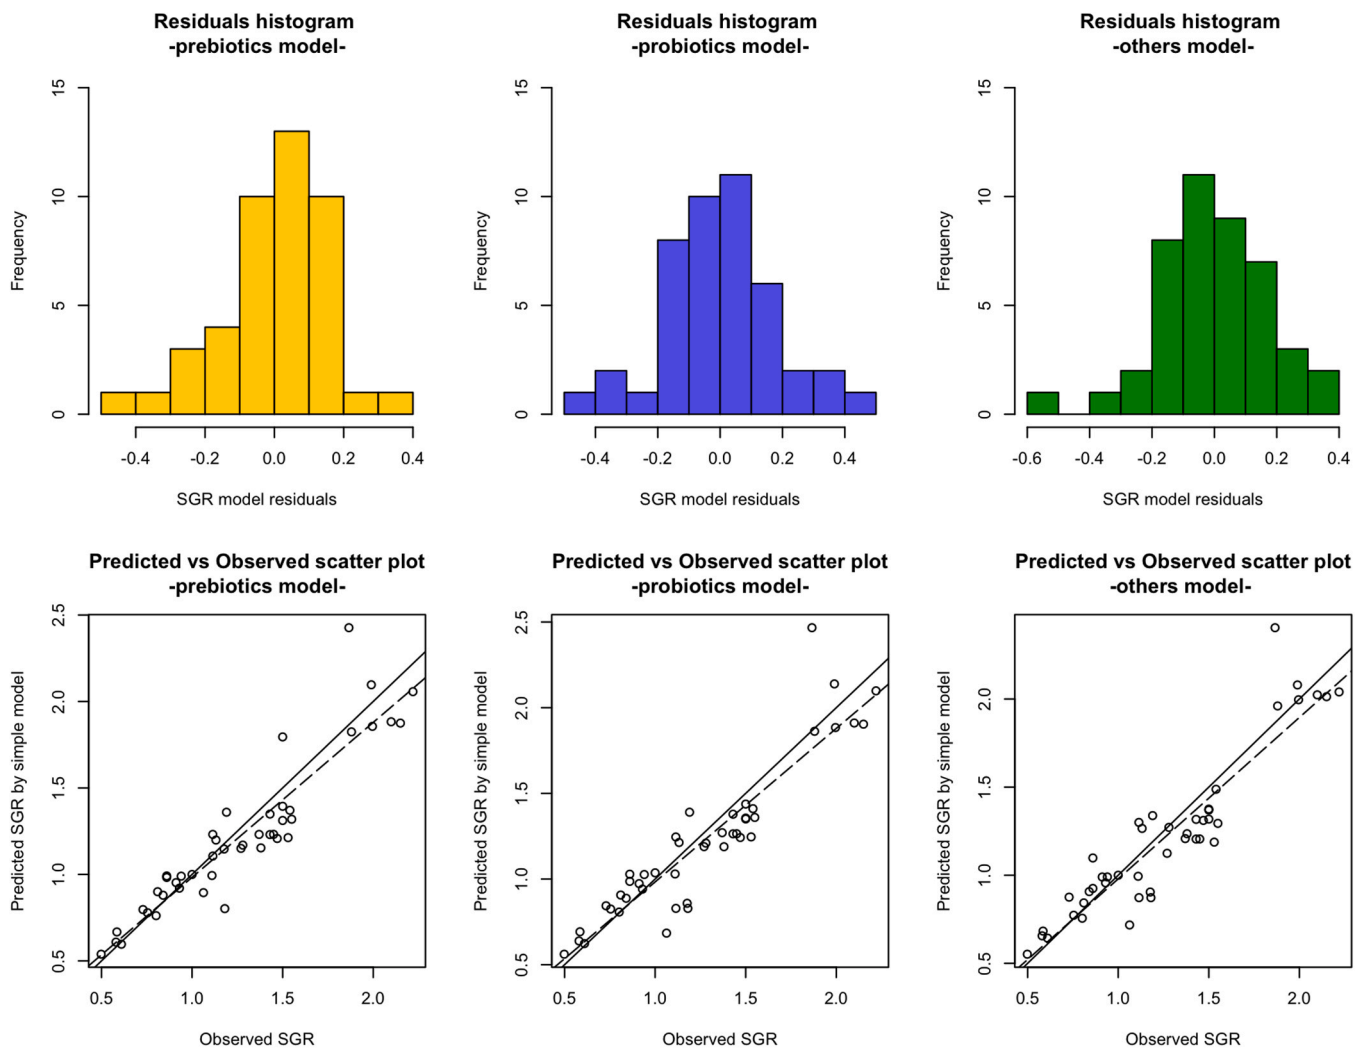 Residuals histogram
-prebiotics model-
Frequency
15
10
5
0
-0.4 -0.2 0.0 0.2 0.4
SGR model residuals
Residuals histogram
-probiotics model-
Frequency
15
10
5
0
-0.4 -0.2 0.0 0.2 0.4
SGR model residuals
Residuals histogram
-others model-
Frequency
15
10
5
0
-0.6 -0.4 -0.2 0.0 0.2 0.4
SGR model residuals
Predicted vs Observed scatter plot
-prebiotics model-
Predicted SGR by simple model
2.5
2.0
1.5
1.0
0.5
0.5 1.0 1.5 2.0
Observed SGR
Predicted vs Observed scatter plot
-probiotics model-
Predicted SGR by simple model
2.5
2.0
1.5
1.0
0.5
0.5 1.0 1.5 2.0
Observed SGR
Predicted vs Observed scatter plot
-others model-
Predicted SGR by simple model
2.0
1.5
1.0
0.5
0.5 1.0 1.5 2.0
Observed SGR